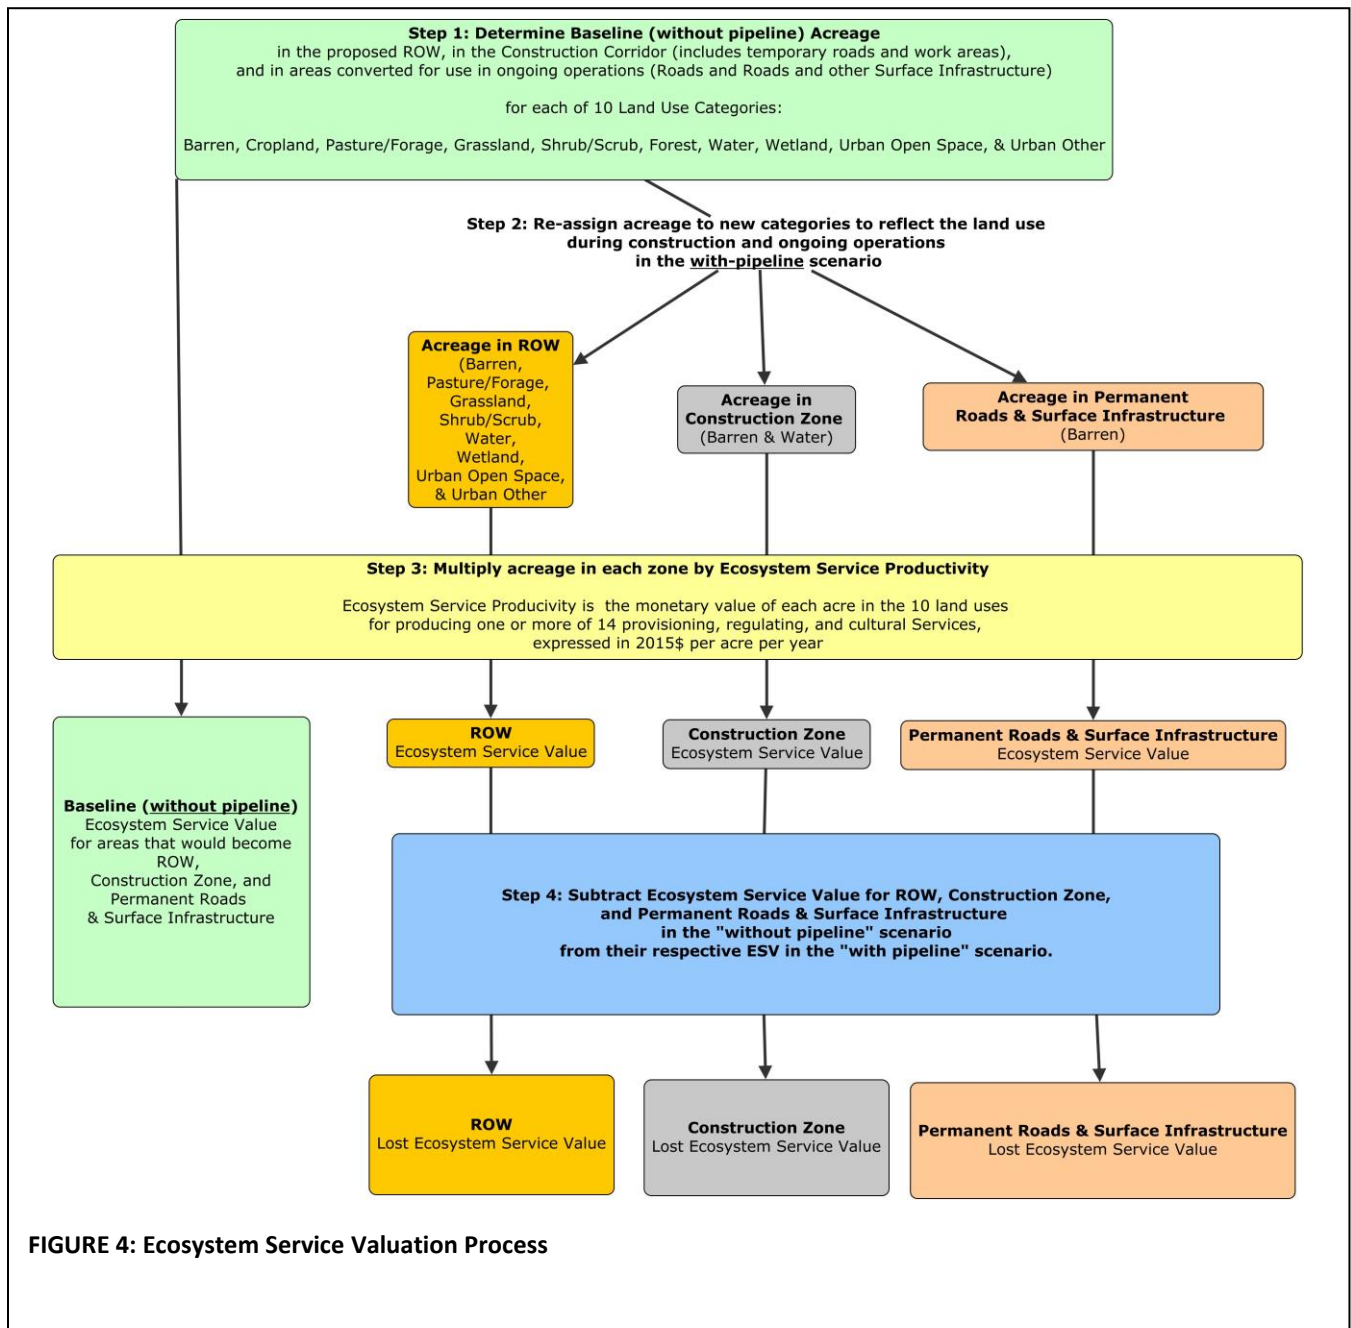 Step 1: Determine Baseline (without pipeline) Acreage
in the proposed ROW, in the Construction Corridor (includes temporary roads and work areas),
and in areas converted for use in ongoing operations (Roads and Roads and other Surface Infrastructure)
for each of 10 Land Use Categories:
Barren, Cropland, Pasture/Forage, Grassland, Shrub/Scrub, Forest, Water, Wetland, Urban Open Space, & Urban Other
Step 2: Re-assign acreage to new categories to reflect the land use
during construction and ongoing operations
in the with-pipeline scenario
Acreage in ROW
(Barren,
Pasture/Forage,
Grassland,
Shrub/Scrub,
Water,
Wetland,
Urban Open Space,
& Urban Other
Acreage in
Construction Zone
(Barren & Water)
Acreage in Permanent
Roads & Surface Infrastructure
(Barren)
Step 3: Multiply acreage in each zone by Ecosystem Service Productivity
Ecosystem Service Producivity is  the monetary value of each acre in the 10 land uses
for producing one or more of 14 provisioning, regulating, and cultural Services,
expressed in 2015$ per acre per year
Baseline (without pipeline)
Ecosystem Service Value
for areas that would become
ROW,
Construction Zone, and
Permanent Roads
& Surface Infrastructure
ROW
Ecosystem Service Value
Construction Zone
Ecosystem Service Value
Permanent Roads & Surface Infrastructure
Ecosystem Service Value
Step 4: Subtract Ecosystem Service Value for ROW, Construction Zone,
and Permanent Roads & Surface Infrastructure
in the "without pipeline" scenario
from their respective ESV in the "with pipeline" scenario.
ROW
Lost Ecosystem Service Value
Construction Zone
Lost Ecosystem Service Value
Permanent Roads & Surface Infrastructure
Lost Ecosystem Service Value
FIGURE 4: Ecosystem Service Valuation Process